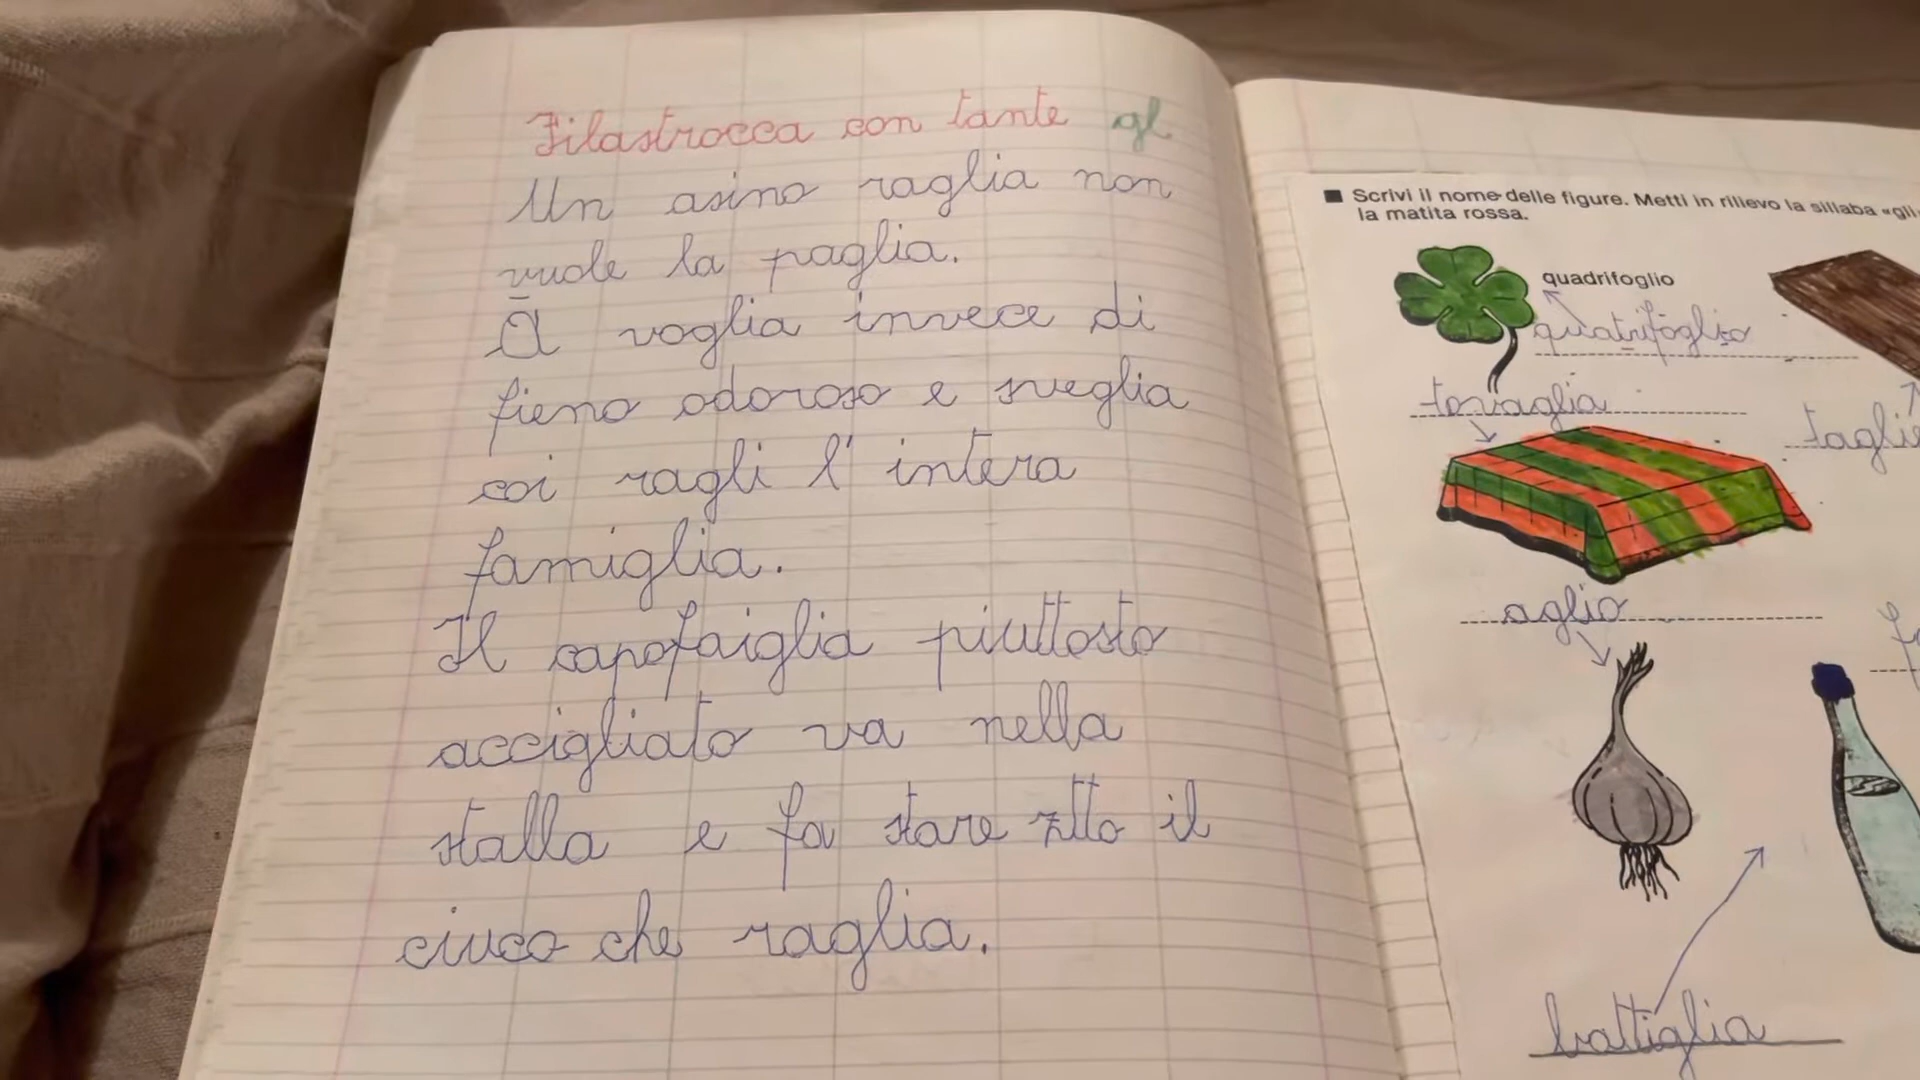 Filastrocca con tante gl
Un asino raglia non
vuole la paglia.
A voglia invece di
fieno odoroso e sveglia
coi ragli l' intera
famiglia.
Il capofaiglia piuttosto
accigliato va nella
stalla e fa stare ztto il
ciuco che raglia.
■ Scrivi il nome delle figure. Metti in rilievo la sillaba «gli»
la matita rossa.
quadrifoglio
quatrifoglio
tovaglia
aglio
battiglia